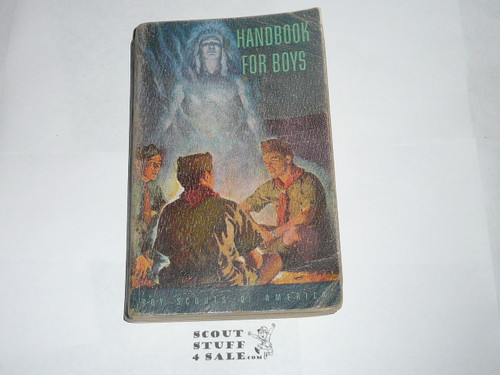 HANDBOOK
FOR BOYS
BOY SCOUTS OF AMERICA
SCOUT
STUFF
4 SALE.com